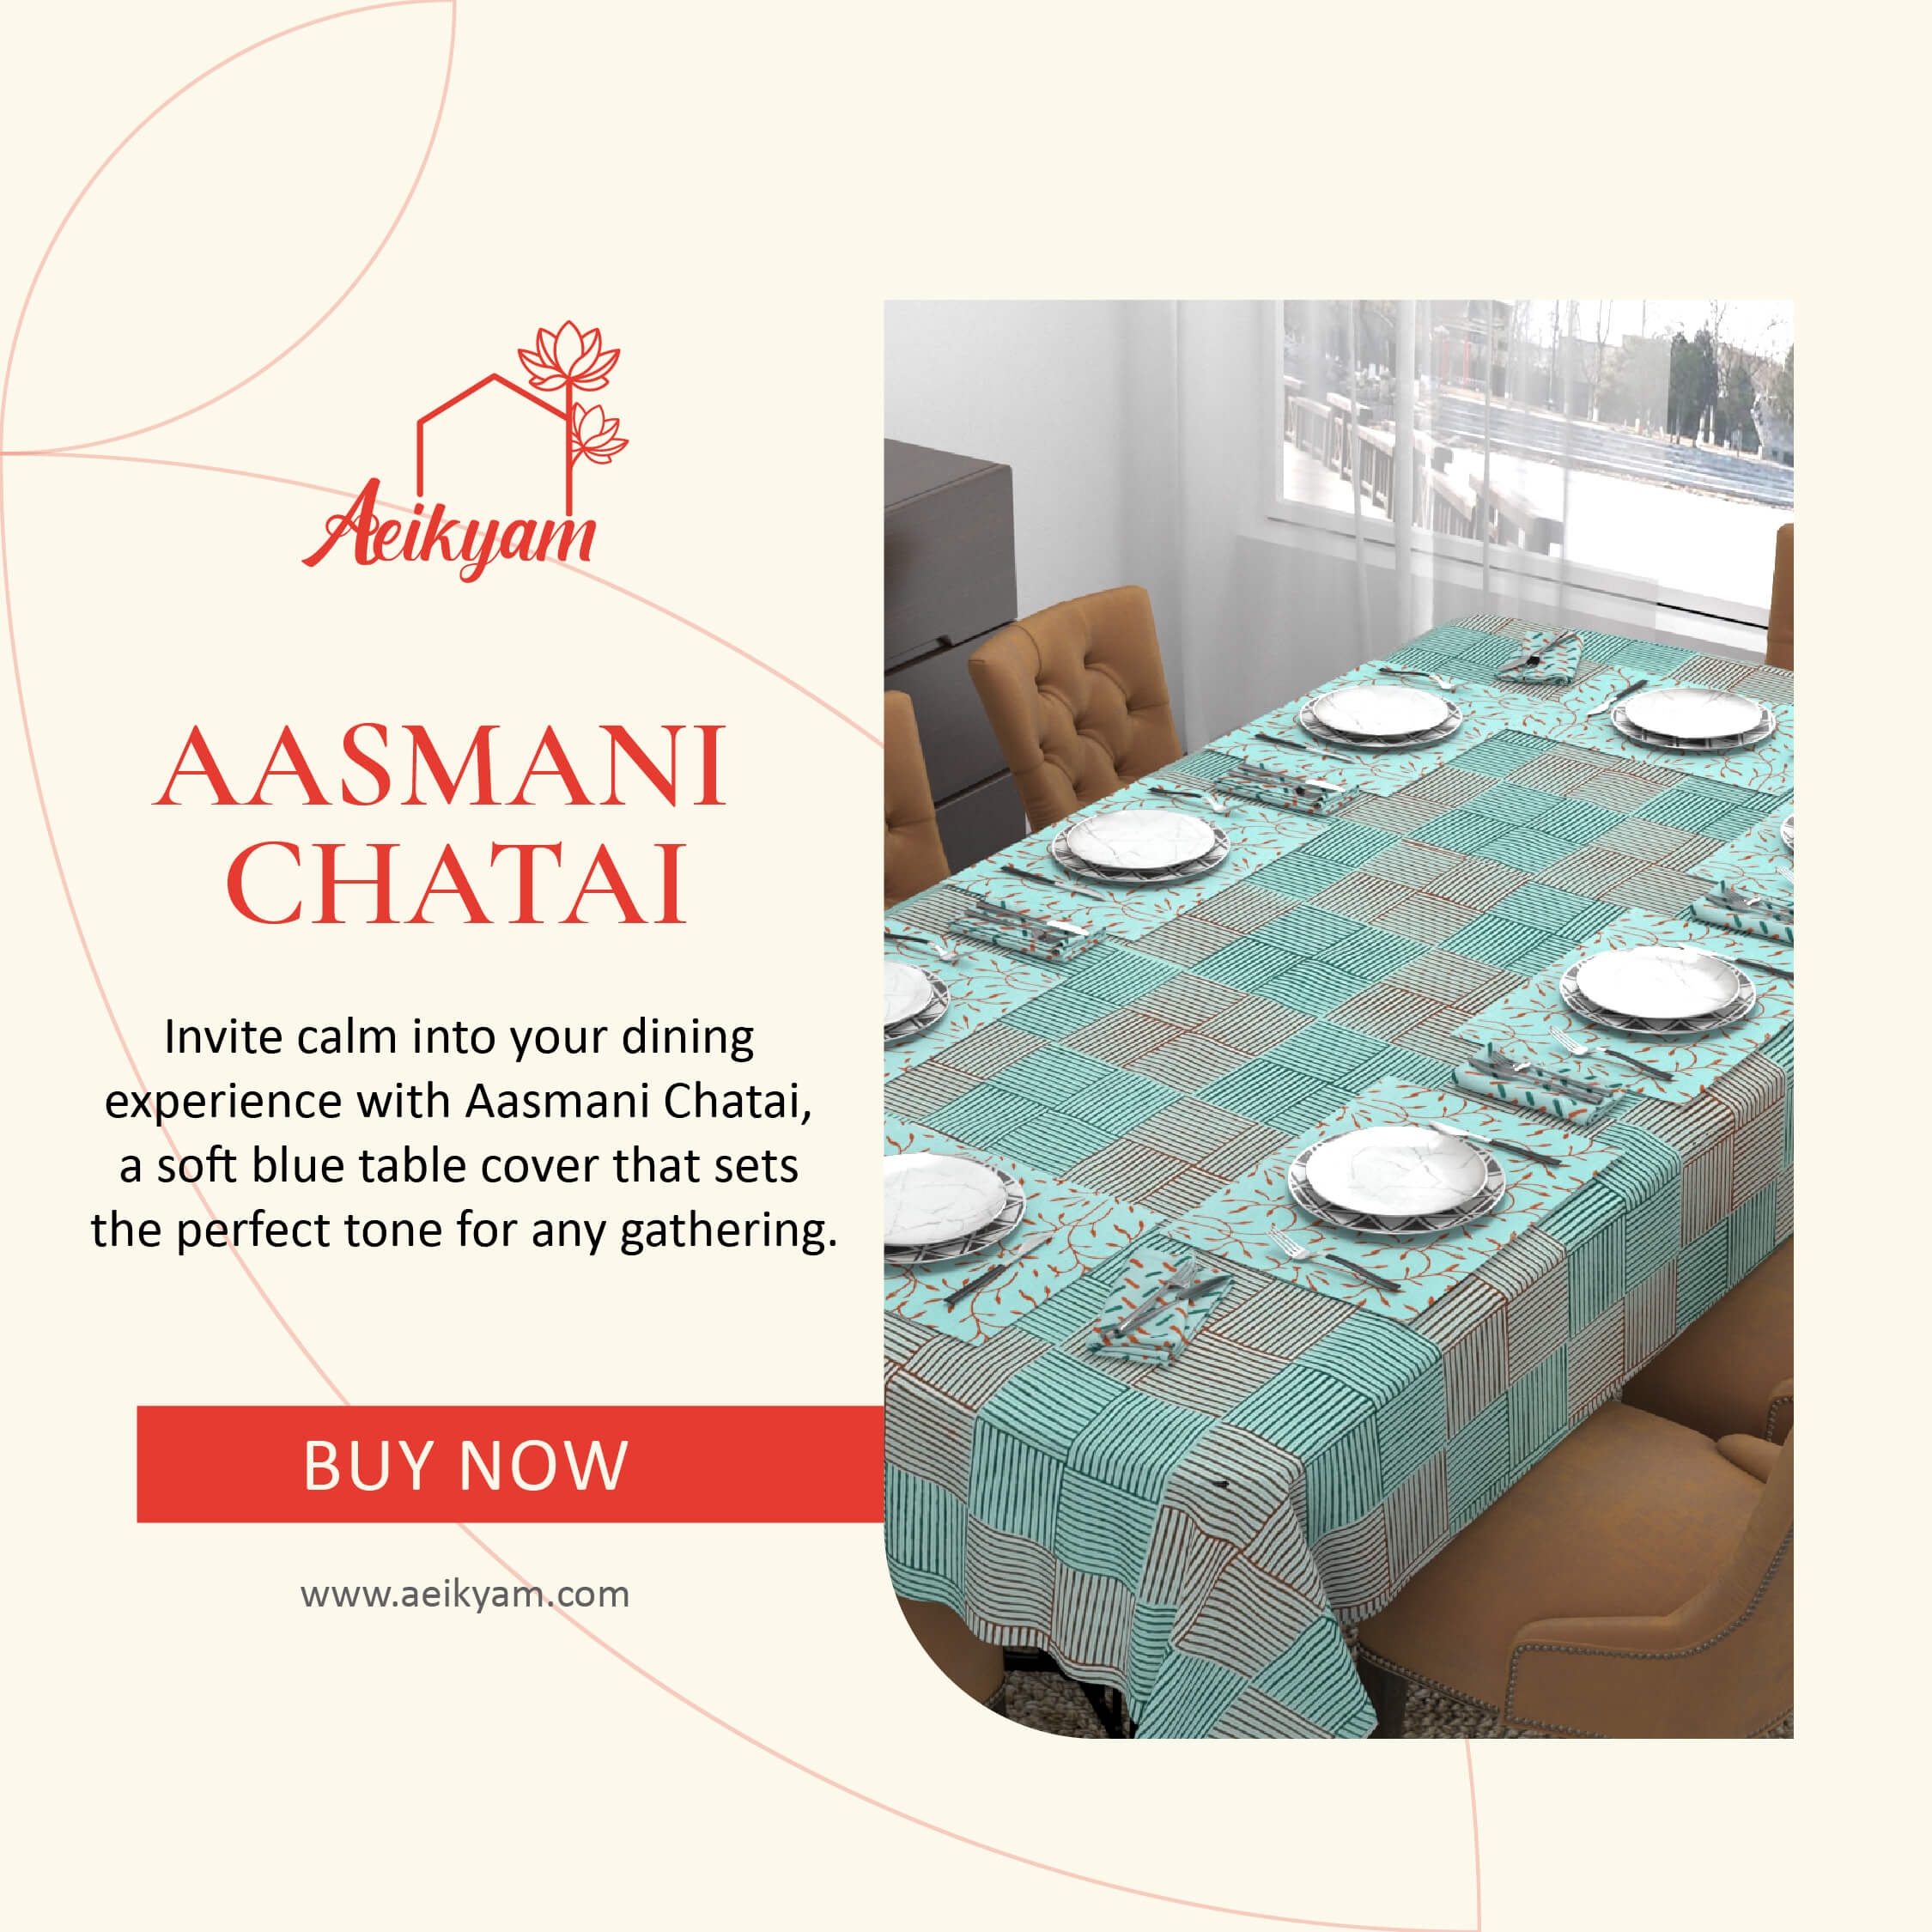 Aeikyam
AASMANI
CHATAI
Invite calm into your dining
experience with Aasmani Chatai,
a soft blue table cover that sets
the perfect tone for any gathering.
BUY NOW
www.aeikyam.com